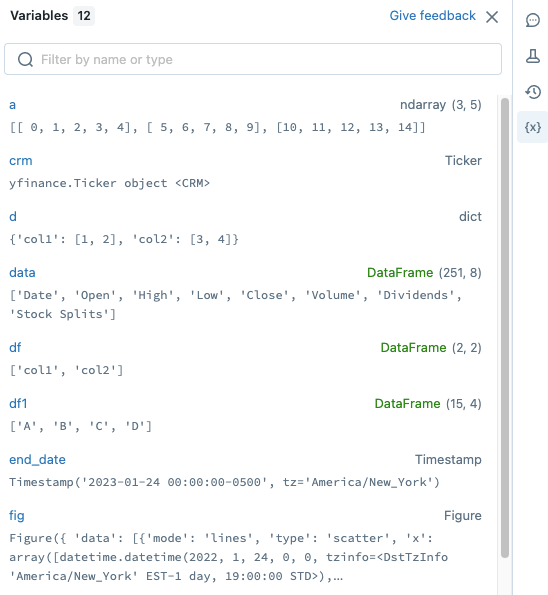 Variables 12 Give feedback
Filter by name or type
a ndarray (3, 5)
[[ 0, 1, 2, 3, 4], [ 5, 6, 7, 8, 9], [10, 11, 12, 13, 14]]
crm Ticker
yfinance.Ticker object <CRM>
d dict
{'col1': [1, 2], 'col2': [3, 4]}
data DataFrame (251, 8)
['Date', 'Open', 'High', 'Low', 'Close', 'Volume', 'Dividends',
'Stock Splits']
df DataFrame (2, 2)
['col1', 'col2']
df1 DataFrame (15, 4)
['A', 'B', 'C', 'D']
end_date Timestamp
Timestamp('2023-01-24 00:00:00-0500', tz='America/New_York')
fig Figure
Figure({ 'data': [{'mode': 'lines', 'type': 'scatter', 'x':
array([datetime.datetime(2022, 1, 24, 0, 0, tzinfo=<DstTzInfo
'America/New_York' EST-1 day, 19:00:00 STD>),…
{x}